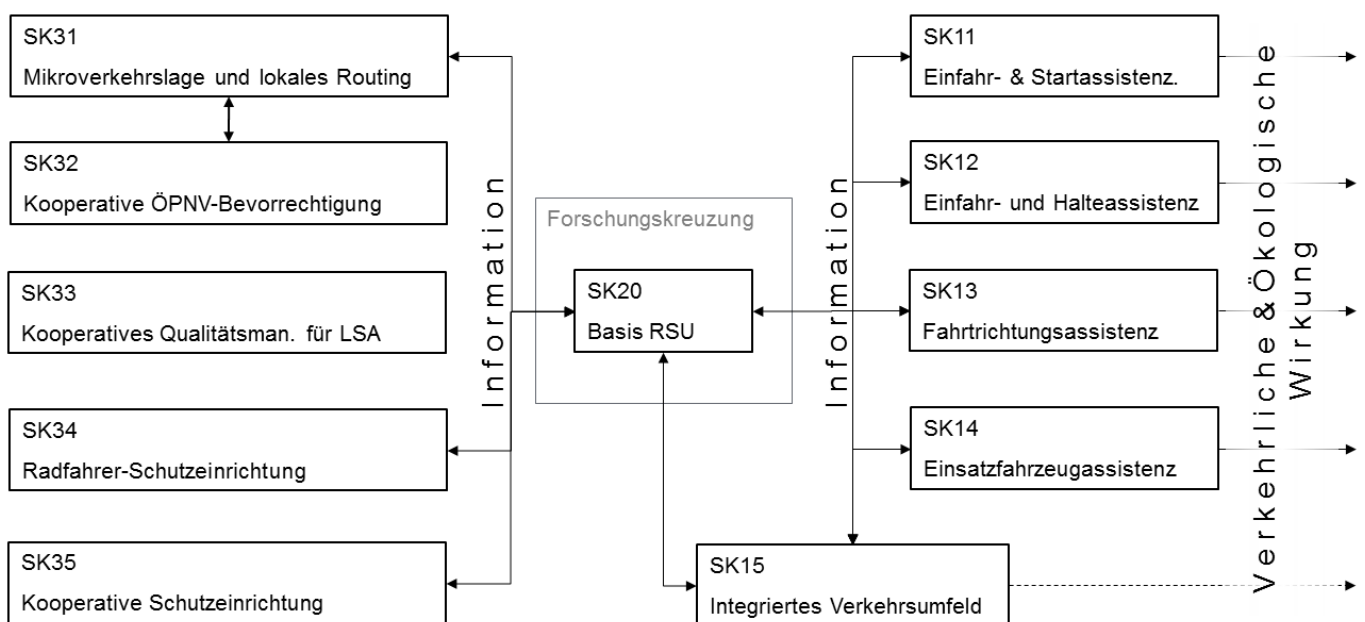 SK31
Mikroverkehrslage und lokales Routing
SK32
Kooperative ÖPNV-Bevorrechtigung
SK33
Kooperatives Qualitätsman. für LSA
SK34
Radfahrer-Schutzeinrichtung
SK35
Kooperative Schutzeinrichtung
Information
Forschungskreuzung
SK20
Basis RSU
Information
SK11
Einfahr- & Startassistenz.
SK12
Einfahr- und Halteassistenz
SK13
Fahrtrichtungsassistenz
SK14
Einsatzfahrzeugassistenz
SK15
Integriertes Verkehrsumfeld
Verkehrliche & Ökologische
Wirkung